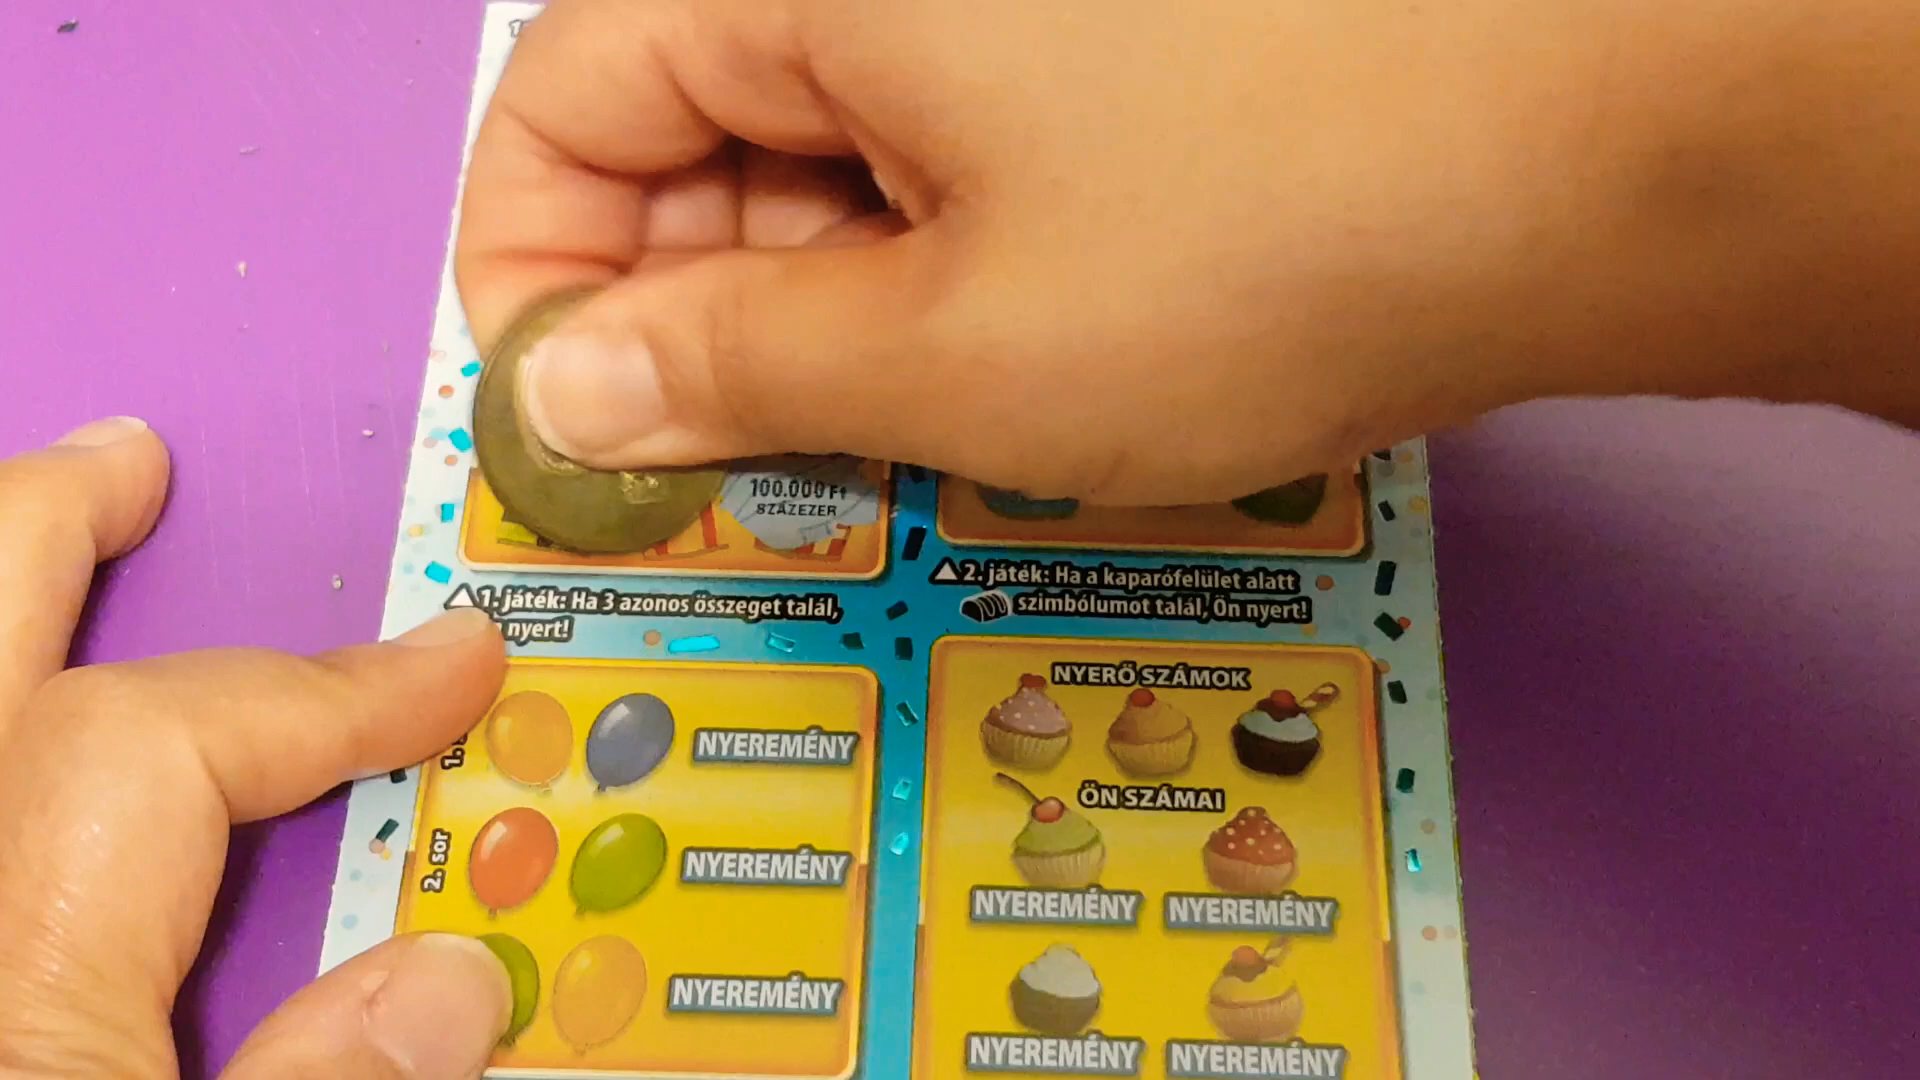 100.000 Ft
SZÁZEZER
1. játék: Ha 3 azonos összeget talál,
nyert!
2. játék: Ha a kaparófelület alatt
szimbólumot talál, Ön nyert!
NYEREMÉNY
2. sor
NYEREMÉNY
NYEREMÉNY
NYERŐ SZÁMOK
ÖN SZÁMAI
NYEREMÉNY NYEREMÉNY
NYEREMÉNY NYEREMÉNY